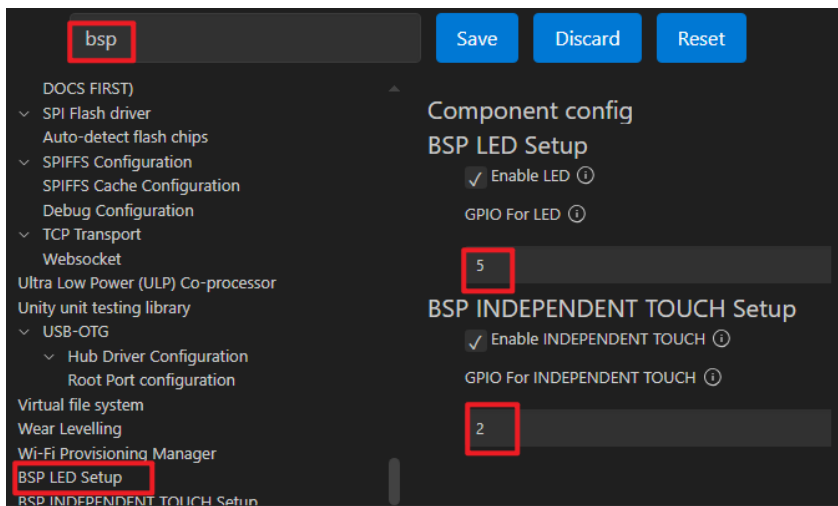 bsp
Save
Discard
Reset
DOCS FIRST)
SPI Flash driver
Auto-detect flash chips
SPIFFS Configuration
SPIFFS Cache Configuration
Debug Configuration
TCP Transport
Websocket
Ultra Low Power (ULP) Co-processor
Unity unit testing library
USB-OTG
Hub Driver Configuration
Root Port configuration
Virtual file system
Wear Levelling
Wi-Fi Provisioning Manager
BSP LED Setup
BSP INDEPENDENT TOUCH Setup
Component config
BSP LED Setup
Enable LED
GPIO For LED
5
BSP INDEPENDENT TOUCH Setup
Enable INDEPENDENT TOUCH
GPIO For INDEPENDENT TOUCH
2